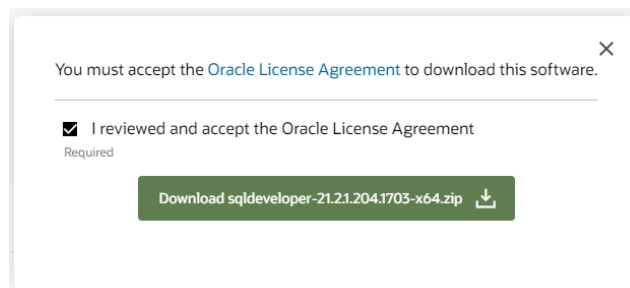 You must accept the Oracle License Agreement to download this software.
I reviewed and accept the Oracle License Agreement
Required
Download sqldeveloper-21.2.1.204.1703-x64.zip